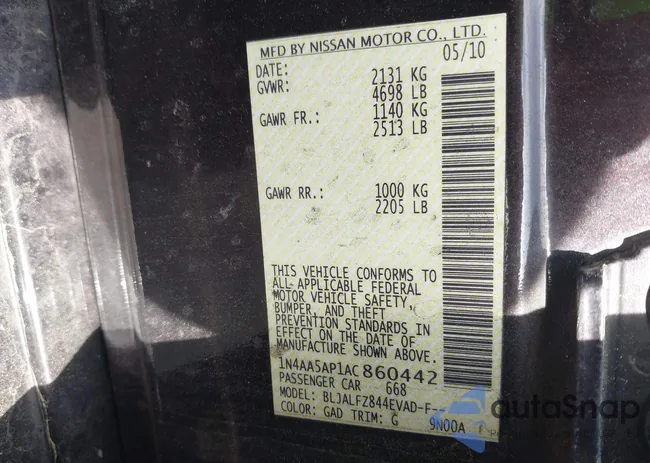 MFD BY NISSAN MOTOR CO., LTD.
DATE: 05/10
GVWR: 2131 KG
4698 LB
GAWR FR.: 1140 KG
2513 LB
GAWR RR.: 1000 KG
2205 LB
THIS VEHICLE CONFORMS TO
ALL APPLICABLE FEDERAL
MOTOR VEHICLE SAFETY,
BUMPER, AND THEFT
PREVENTION STANDARDS IN
EFFECT ON THE DATE OF
MANUFACTURE SHOWN ABOVE.
1N4AA5AP1AC860442
PASSENGER CAR 668
MODEL: BLJALFZ844EVAD-F--
COLOR: GAD TRIM: G 9N00A
autoSnap